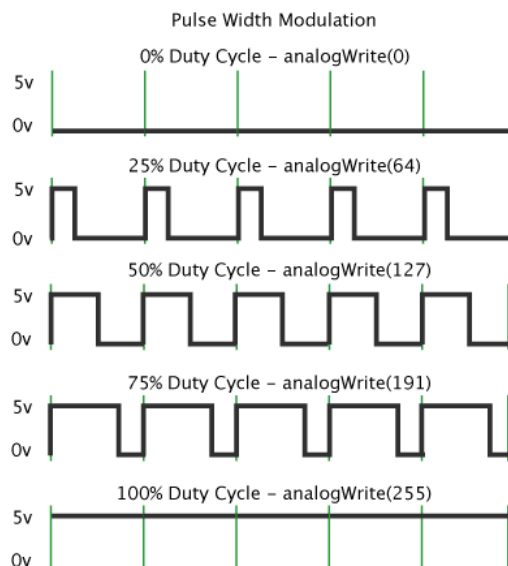 Pulse Width Modulation
0% Duty Cycle – analogWrite(0)
5v
0v
25% Duty Cycle – analogWrite(64)
5v
0v
50% Duty Cycle – analogWrite(127)
5v
0v
75% Duty Cycle – analogWrite(191)
5v
0v
100% Duty Cycle – analogWrite(255)
5v
0v